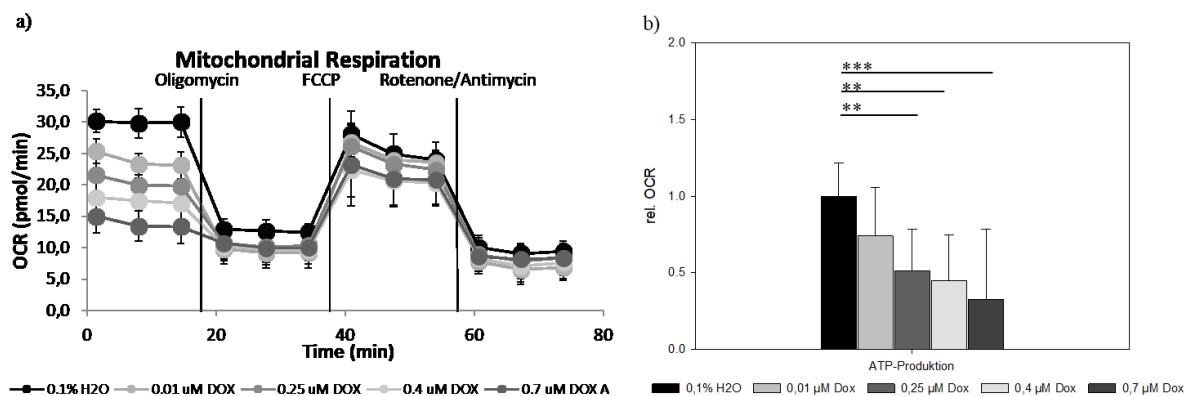 a)
Mitochondrial Respiration
Oligomycin FCCP Rotenone/Antimycin
OCR (pmol/min)
35,0
30,0
25,0
20,0
15,0
10,0
5,0
0,0
0 20 40 60 80
Time (min)
0.1% H2O 0.01 uM DOX 0.25 uM DOX 0.4 uM DOX 0.7 uM DOX A
b)
rel. OCR
2.0
1.5
1.0
0.5
0.0
***
**
**
ATP-Produktion
0,1% H2O 0,01 µM Dox 0,25 µM Dox 0,4 µM Dox 0,7 µM Dox